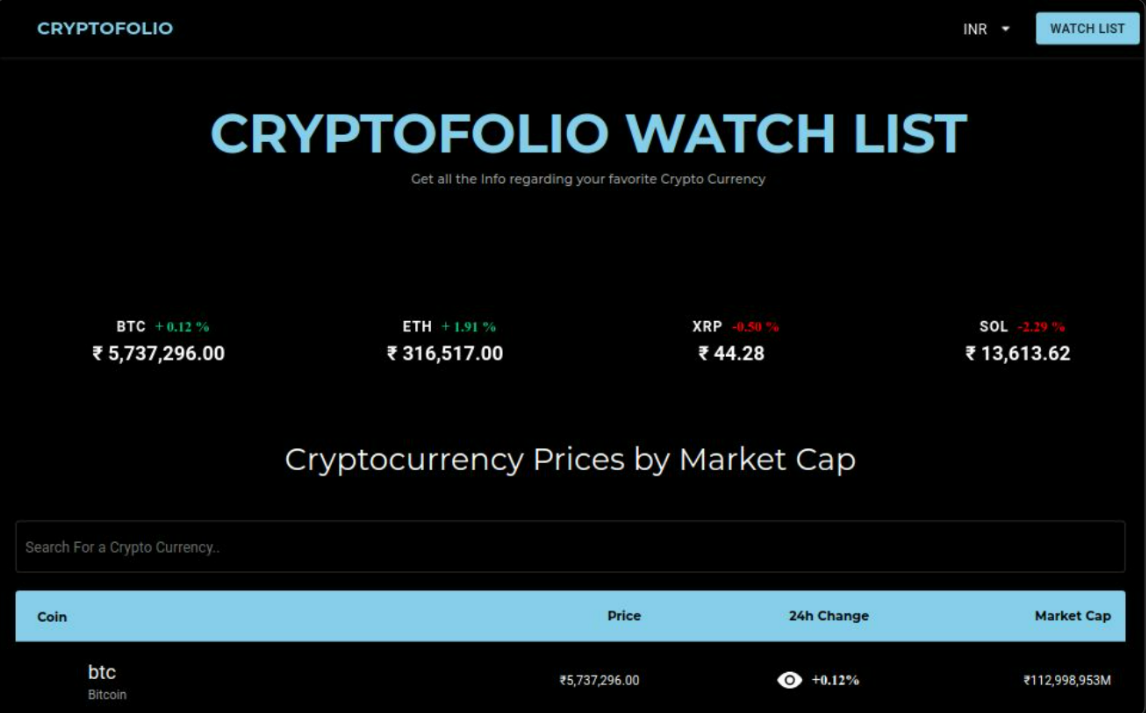 CRYPTOFOLIO INR WATCH LIST
CRYPTOFOLIO WATCH LIST
Get all the Info regarding your favorite Crypto Currency
BTC + 0.12 % ETH + 1.91 % XRP -0.50 % SOL -2.29 %
₹ 5,737,296.00 ₹ 316,517.00 ₹ 44.28 ₹ 13,613.62
Cryptocurrency Prices by Market Cap
Search For a Crypto Currency..
Coin Price 24h Change Market Cap
btc
₹5,737,296.00 +0.12% ₹112,998,953M
Bitcoin